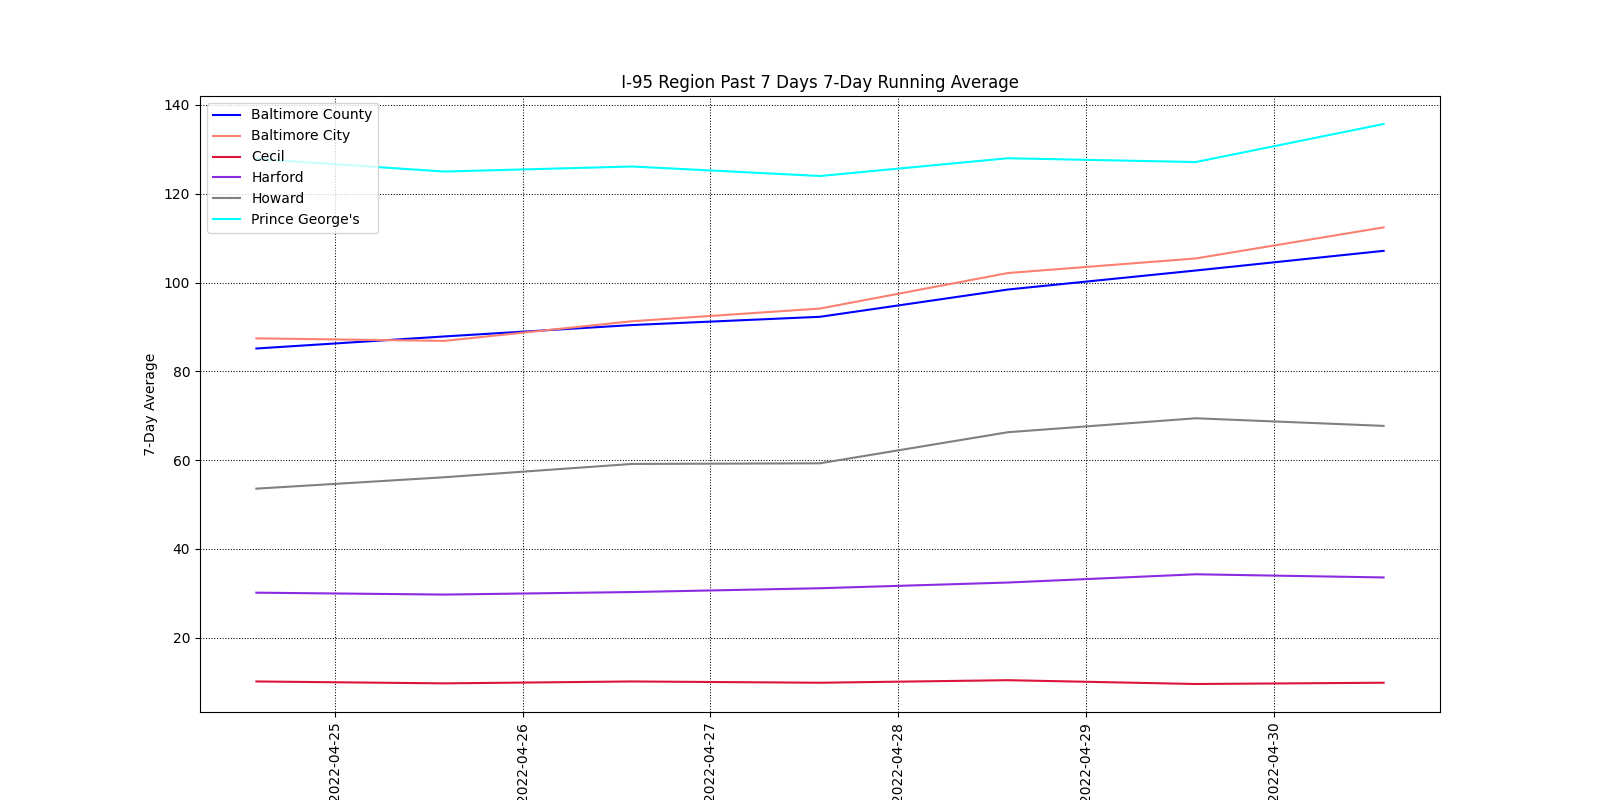 I-95 Region Past 7 Days 7-Day Running Average
Baltimore County
Baltimore City
Cecil
Harford
Howard
Prince George's
7-Day Average
140
120
100
80
60
40
20
2022-04-25
2022-04-26
2022-04-27
2022-04-28
2022-04-29
2022-04-30